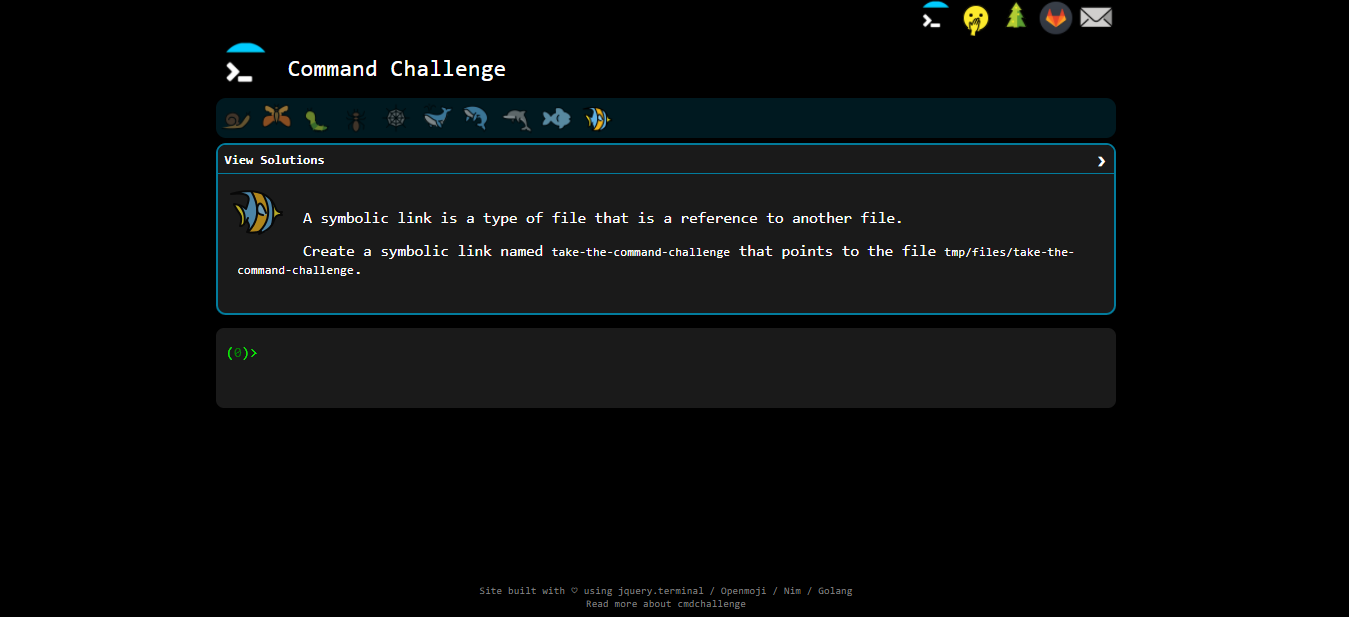 Command Challenge
View Solutions ❯
A symbolic link is a type of file that is a reference to another file.
Create a symbolic link named take-the-command-challenge that points to the file tmp/files/take-the-
command-challenge.
(0)>
Site built with ♡ using jquery.terminal / Openmoji / Nim / Golang
Read more about cmdchallenge